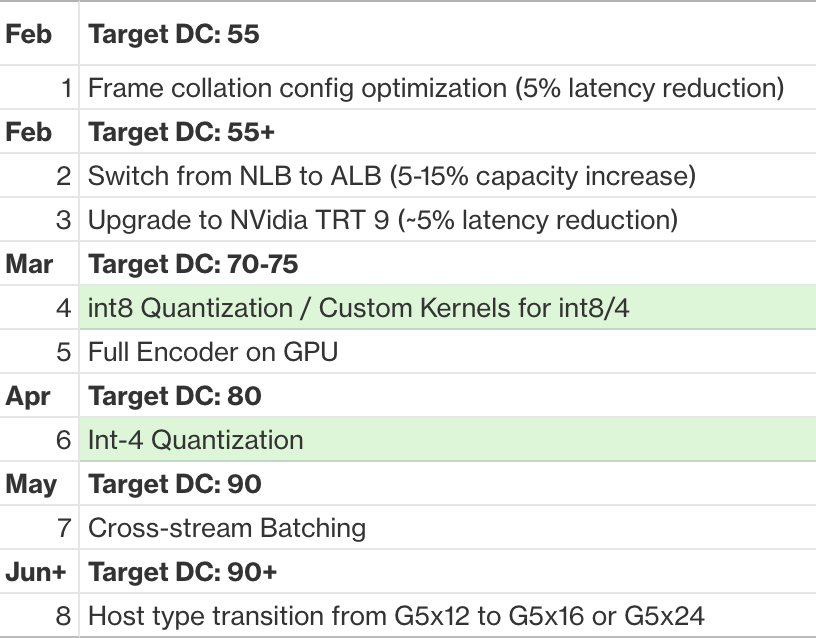 Feb Target DC: 55
1 Frame collation config optimization (5% latency reduction)
Feb Target DC: 55+
2 Switch from NLB to ALB (5-15% capacity increase)
3 Upgrade to NVidia TRT 9 (~5% latency reduction)
Mar Target DC: 70-75
4 int8 Quantization / Custom Kernels for int8/4
5 Full Encoder on GPU
Apr Target DC: 80
6 Int-4 Quantization
May Target DC: 90
7 Cross-stream Batching
Jun+ Target DC: 90+
8 Host type transition from G5x12 to G5x16 or G5x24